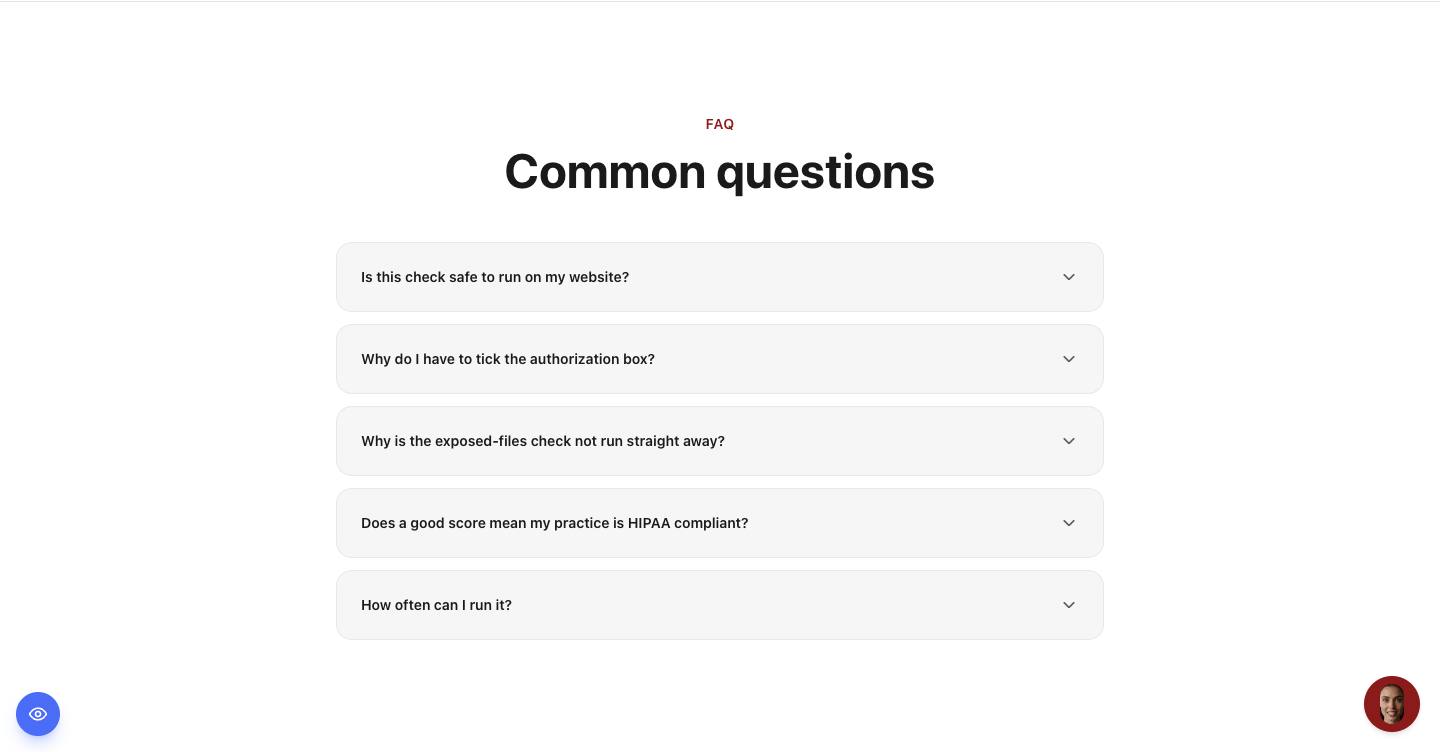 FAQ
Common questions
Is this check safe to run on my website?
Why do I have to tick the authorization box?
Why is the exposed-files check not run straight away?
Does a good score mean my practice is HIPAA compliant?
How often can I run it?